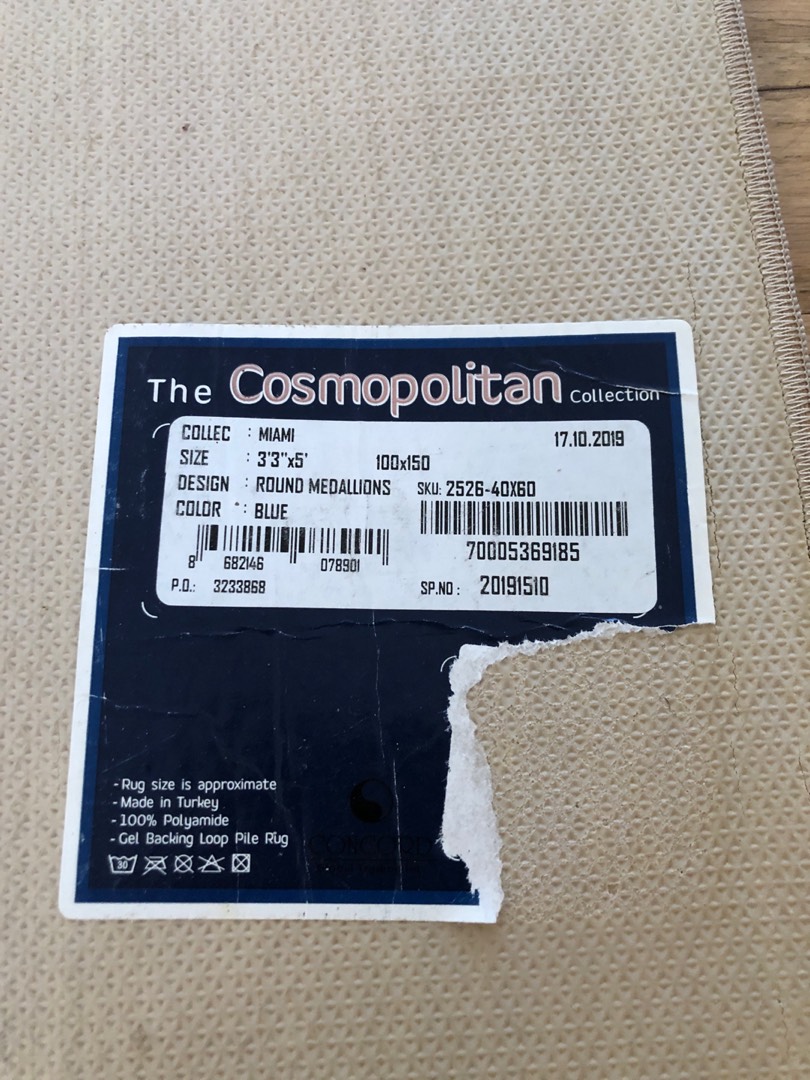 The Cosmopolitan Collection
COLLEC : MIAMI 17.10.2019
SIZE : 3'3"x5' 100x150
DESIGN : ROUND MEDALLIONS SKU: 2526-40X60
COLOR : BLUE
70005369185
8 682146 078901
P.O.: 3233868 SP.NO : 20191510
- Rug size is approximate
- Made in Turkey
- 100% Polyamide
- Gel Backing Loop Pile Rug
CONCORD
30